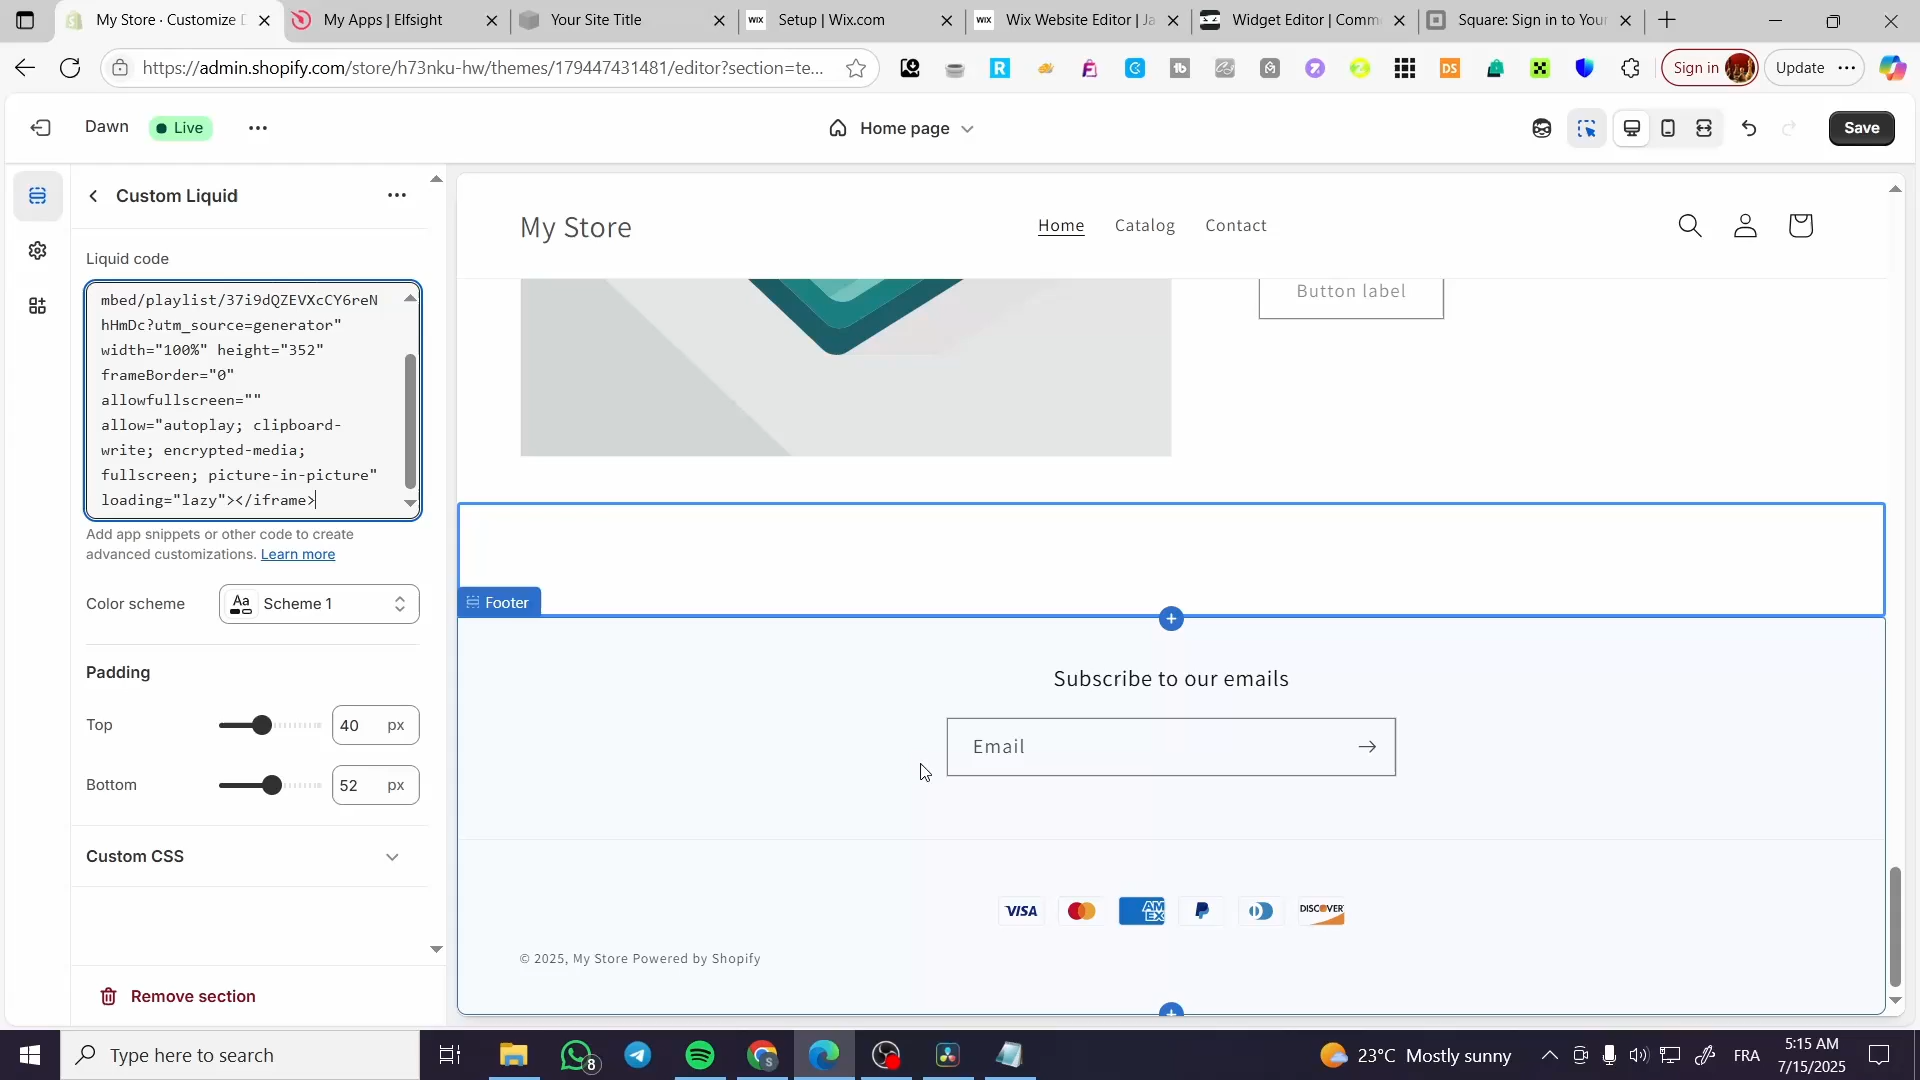 My Store · Customize D
My Apps | Elfsight
Your Site Title
WIX
Setup | Wix.com
WIX
Wix Website Editor | Ja
Widget Editor | Commo
Square: Sign in to Your
https://admin.shopify.com/store/h73nku-hw/themes/179447431481/editor?section=te...
Sign in
Update
Dawn
Live
Home page
Save
Custom Liquid
Liquid code
mbed/playlist/37i9dQZEVXcCY6reN
hHmDc?utm_source=generator"
width="100%" height="352"
frameBorder="0"
allowfullscreen=""
allow="autoplay; clipboard-
write; encrypted-media;
fullscreen; picture-in-picture"
loading="lazy"></iframe>
Add app snippets or other code to create
advanced customizations. Learn more
Color scheme
Aa
Scheme 1
Padding
Top
40
px
Bottom
52
px
Custom CSS
Remove section
My Store
Home
Catalog
Contact
Button label
Footer
Subscribe to our emails
Email
VISA
AM
EX
DISCOVER
© 2025, My Store Powered by Shopify
Type here to search
8
23°C Mostly sunny
FRA
5:15 AM
7/15/2025